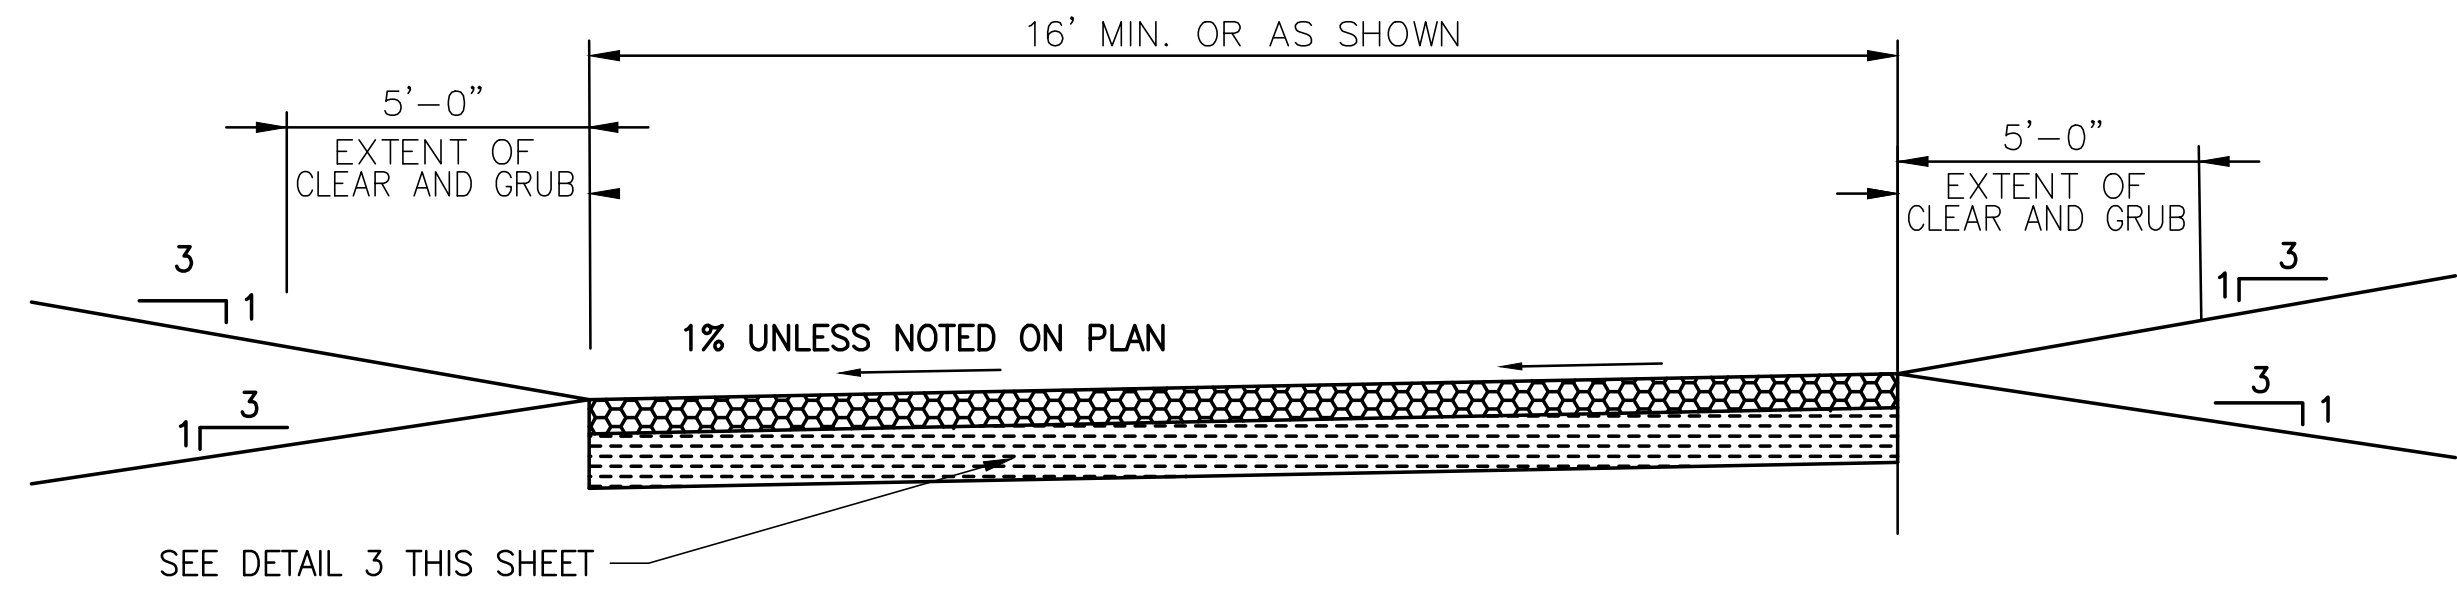 16' MIN. OR AS SHOWN
5'-0"
EXTENT OF
CLEAR AND GRUB
5'-0"
EXTENT OF
CLEAR AND GRUB
3
1
3
1
1% UNLESS NOTED ON PLAN
3
1
3
1
SEE DETAIL 3 THIS SHEET